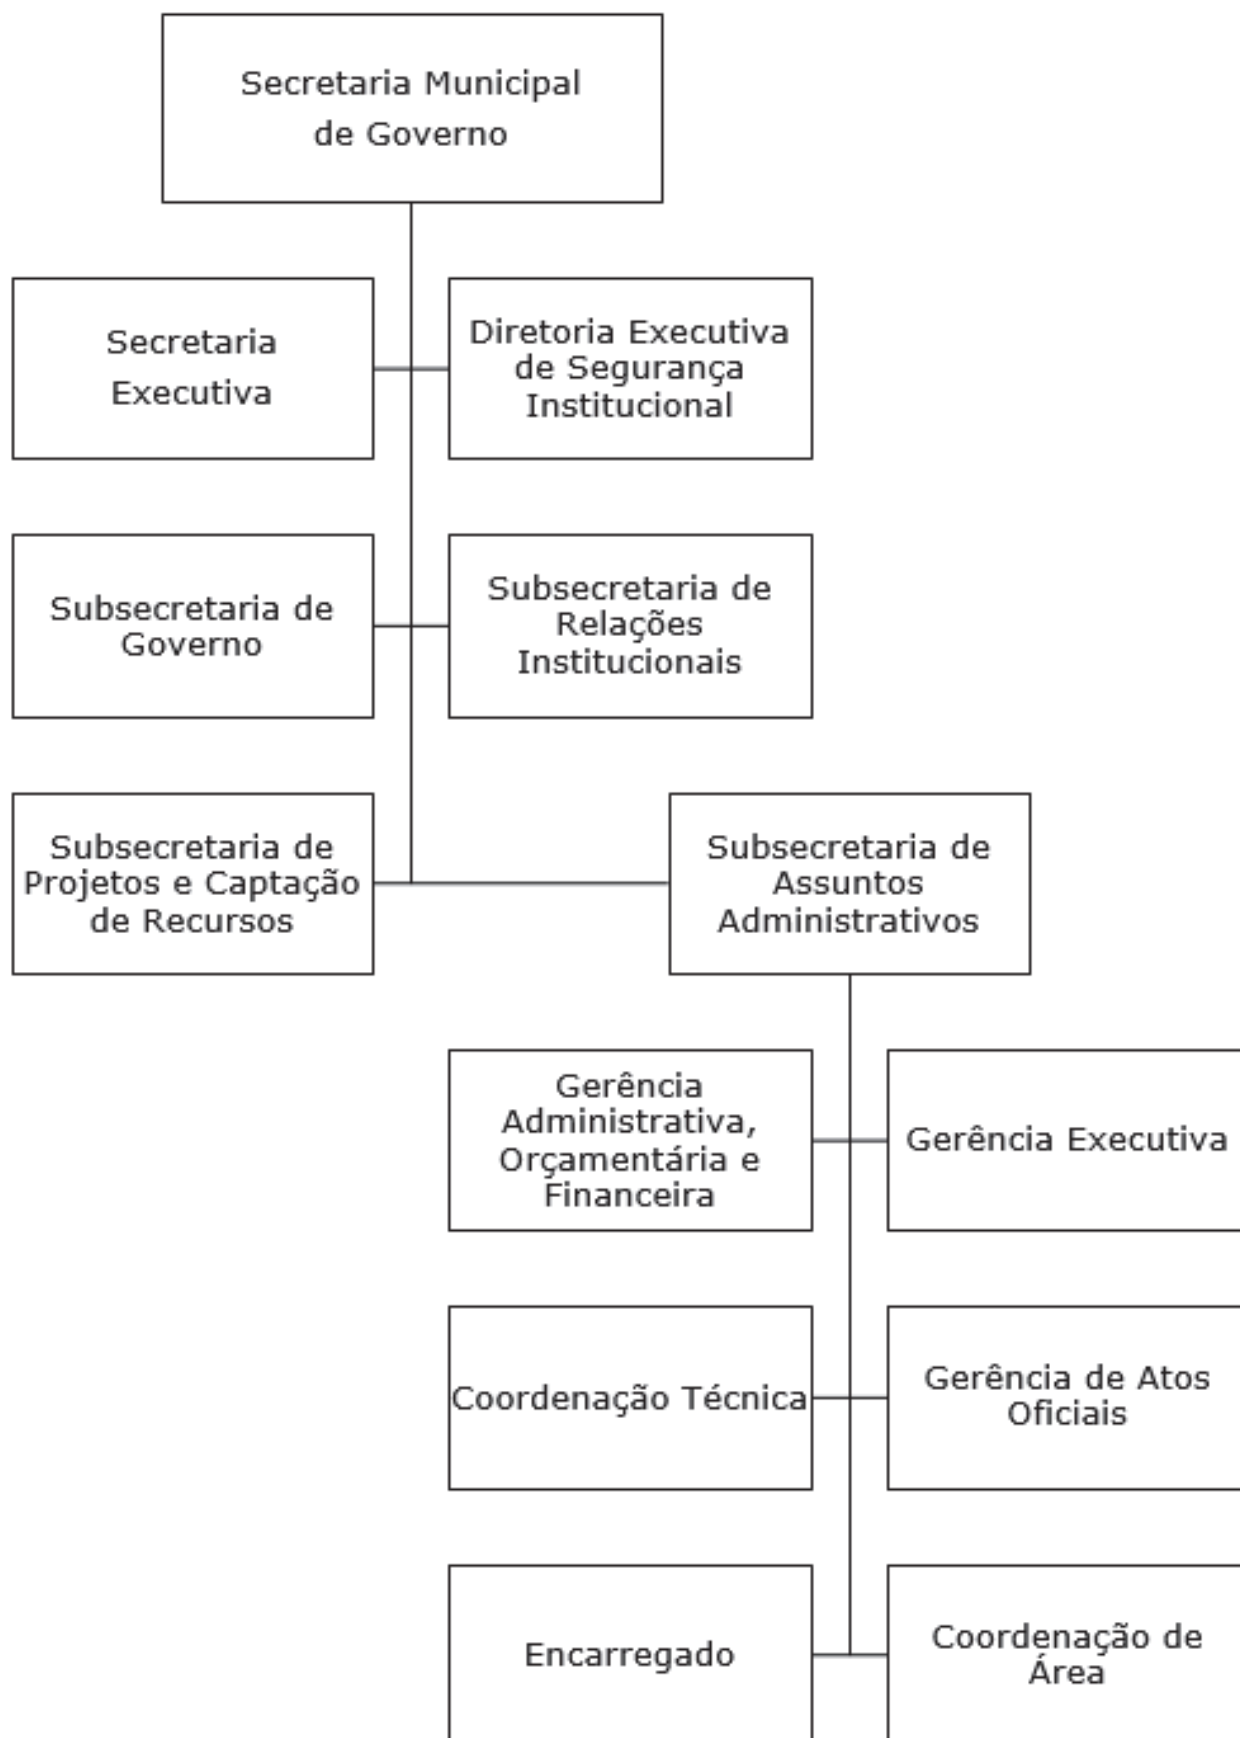 Secretaria Municipal
de Governo
Secretaria
Executiva
Diretoria Executiva
de Segurança
Institucional
Subsecretaria de
Governo
Subsecretaria de
Relações
Institucionais
Subsecretaria de
Projetos e Captação
de Recursos
Subsecretaria de
Assuntos
Administrativos
Gerência
Administrativa,
Orçamentária e
Financeira
Gerência Executiva
Coordenação Técnica
Gerência de Atos
Oficiais
Encarregado
Coordenação de
Área